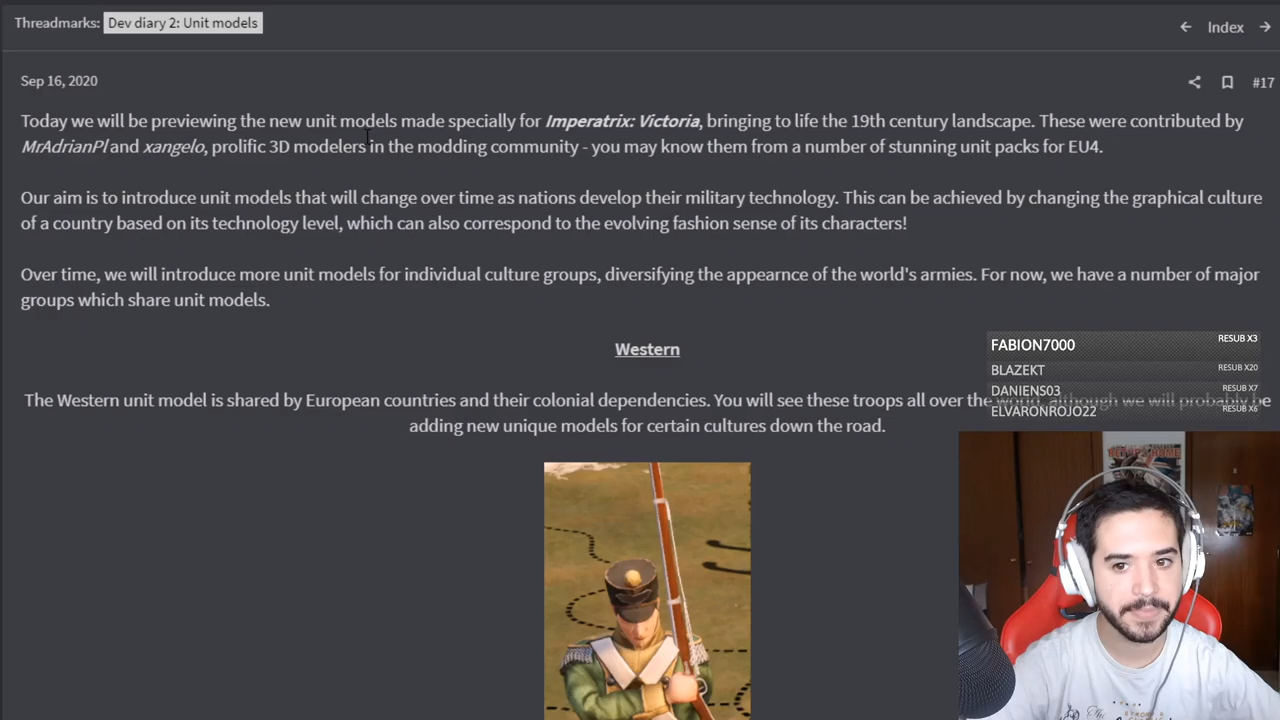 Threadmarks: Dev diary 2: Unit models
Index
Sep 16, 2020
#17
Today we will be previewing the new unit models made specially for Imperatrix: Victoria, bringing to life the 19th century landscape. These were contributed by
MrAdrianPl and xangelo, prolific 3D modelers in the modding community - you may know them from a number of stunning unit packs for EU4.
Our aim is to introduce unit models that will change over time as nations develop their military technology. This can be achieved by changing the graphical culture
of a country based on its technology level, which can also correspond to the evolving fashion sense of its characters!
Over time, we will introduce more unit models for individual culture groups, diversifying the appearnce of the world's armies. For now, we have a number of major
groups which share unit models.
Western
The Western unit model is shared by European countries and their colonial dependencies. You will see these troops all over the world, although we will probably be
adding new unique models for certain cultures down the road.
FABION7000 RESUB X3
BLAZEKT RESUB X20
DANIENS03 RESUB X7
ELVARONROJO22 RESUB X6